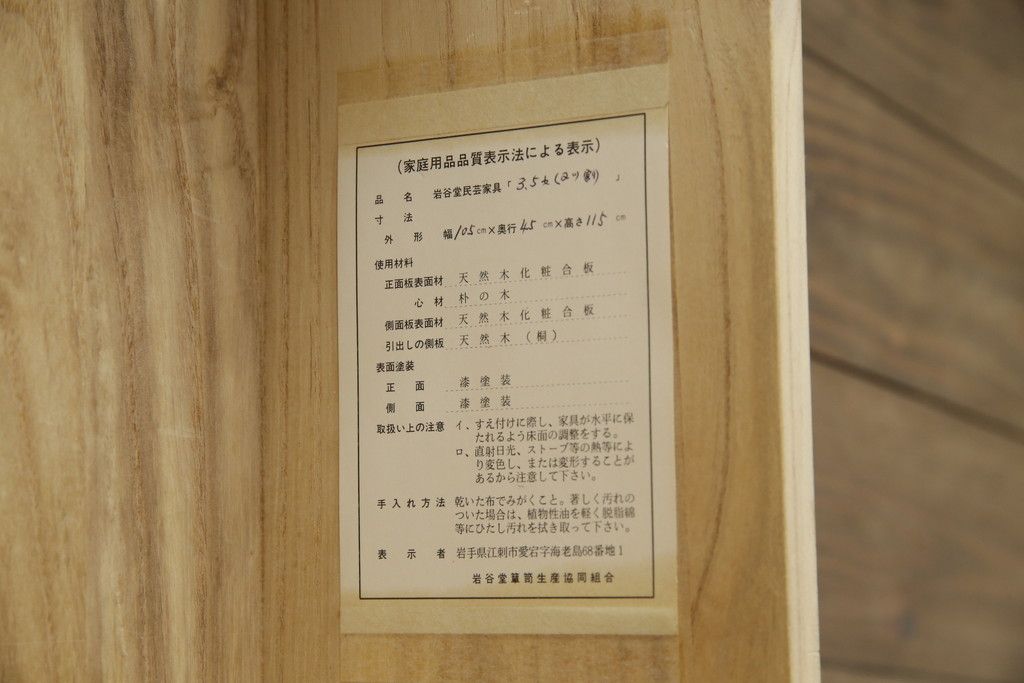 (家庭用品品質表示法による表示)
品名 岩谷堂民芸家具「3.5尺(2ツ割)」
寸法
外形 幅105cm×奥行45cm×高さ115cm
使用材料
正面板表面材 天然木化粧合板
心材 朴の木
側面板表面材 天然木化粧合板
引出しの側板 天然木(桐)
表面塗装
正面 漆塗装
側面 漆塗装
取扱い上の注意 イ、すえ付けに際し、家具が水平に保
たれるよう床面の調整をする。
ロ、直射日光、ストーブ等の熱等によ
り変色し、または変形することが
あるから注意して下さい。
手入れ方法 乾いた布でみがくこと。著しく汚れの
ついた場合は、植物性油を軽く脱脂綿
等にひたし汚れを拭き取って下さい。
表示者 岩手県江刺市愛宕字海老島68番地1
岩谷堂簞笥生産協同組合